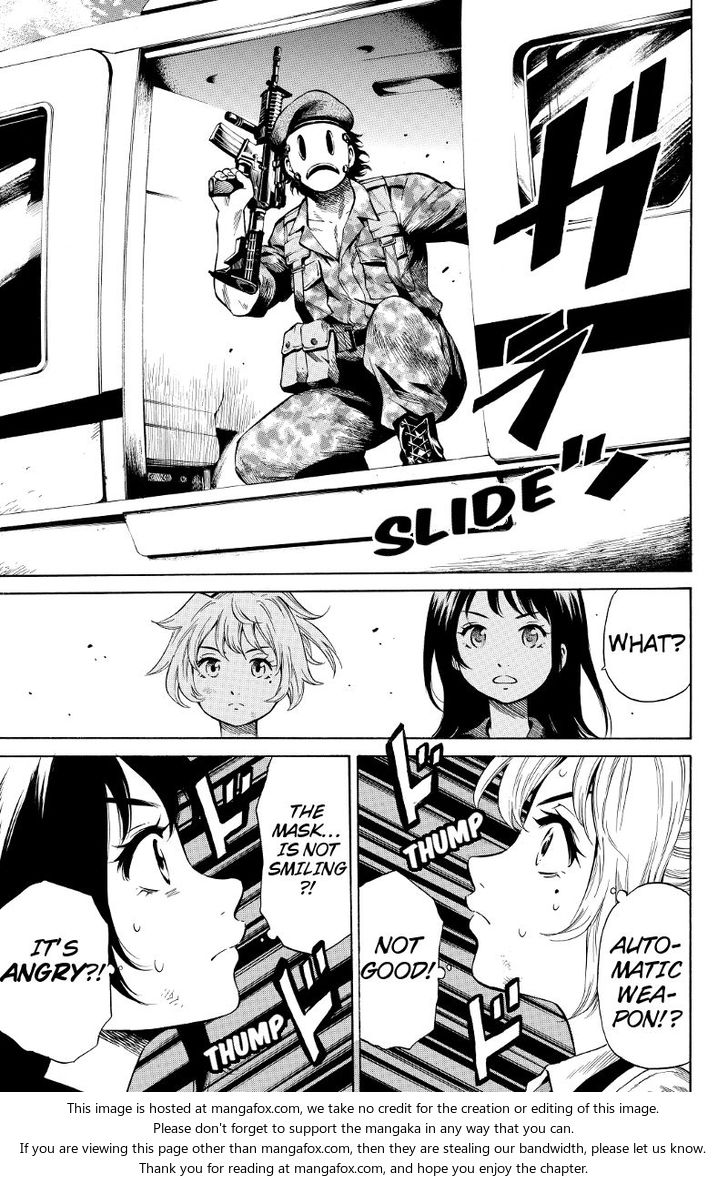 ガラッ
SLIDE
WHAT?
AUTO-
MATIC
WEA-
PON!?
ド
THUMP
NOT
GOOD!
ド
THE
MASK...
IS NOT
SMILING
?!
ド
IT'S
ANGRY?!
THUMP
ド
This image is hosted at mangafox.com, we take no credit for the creation or editing of this image.
Please don't forget to support the mangaka in any way that you can.
If you are viewing this page other than mangafox.com, then they are stealing our bandwidth, please let us know.
Thank you for reading at mangafox.com, and hope you enjoy the chapter.